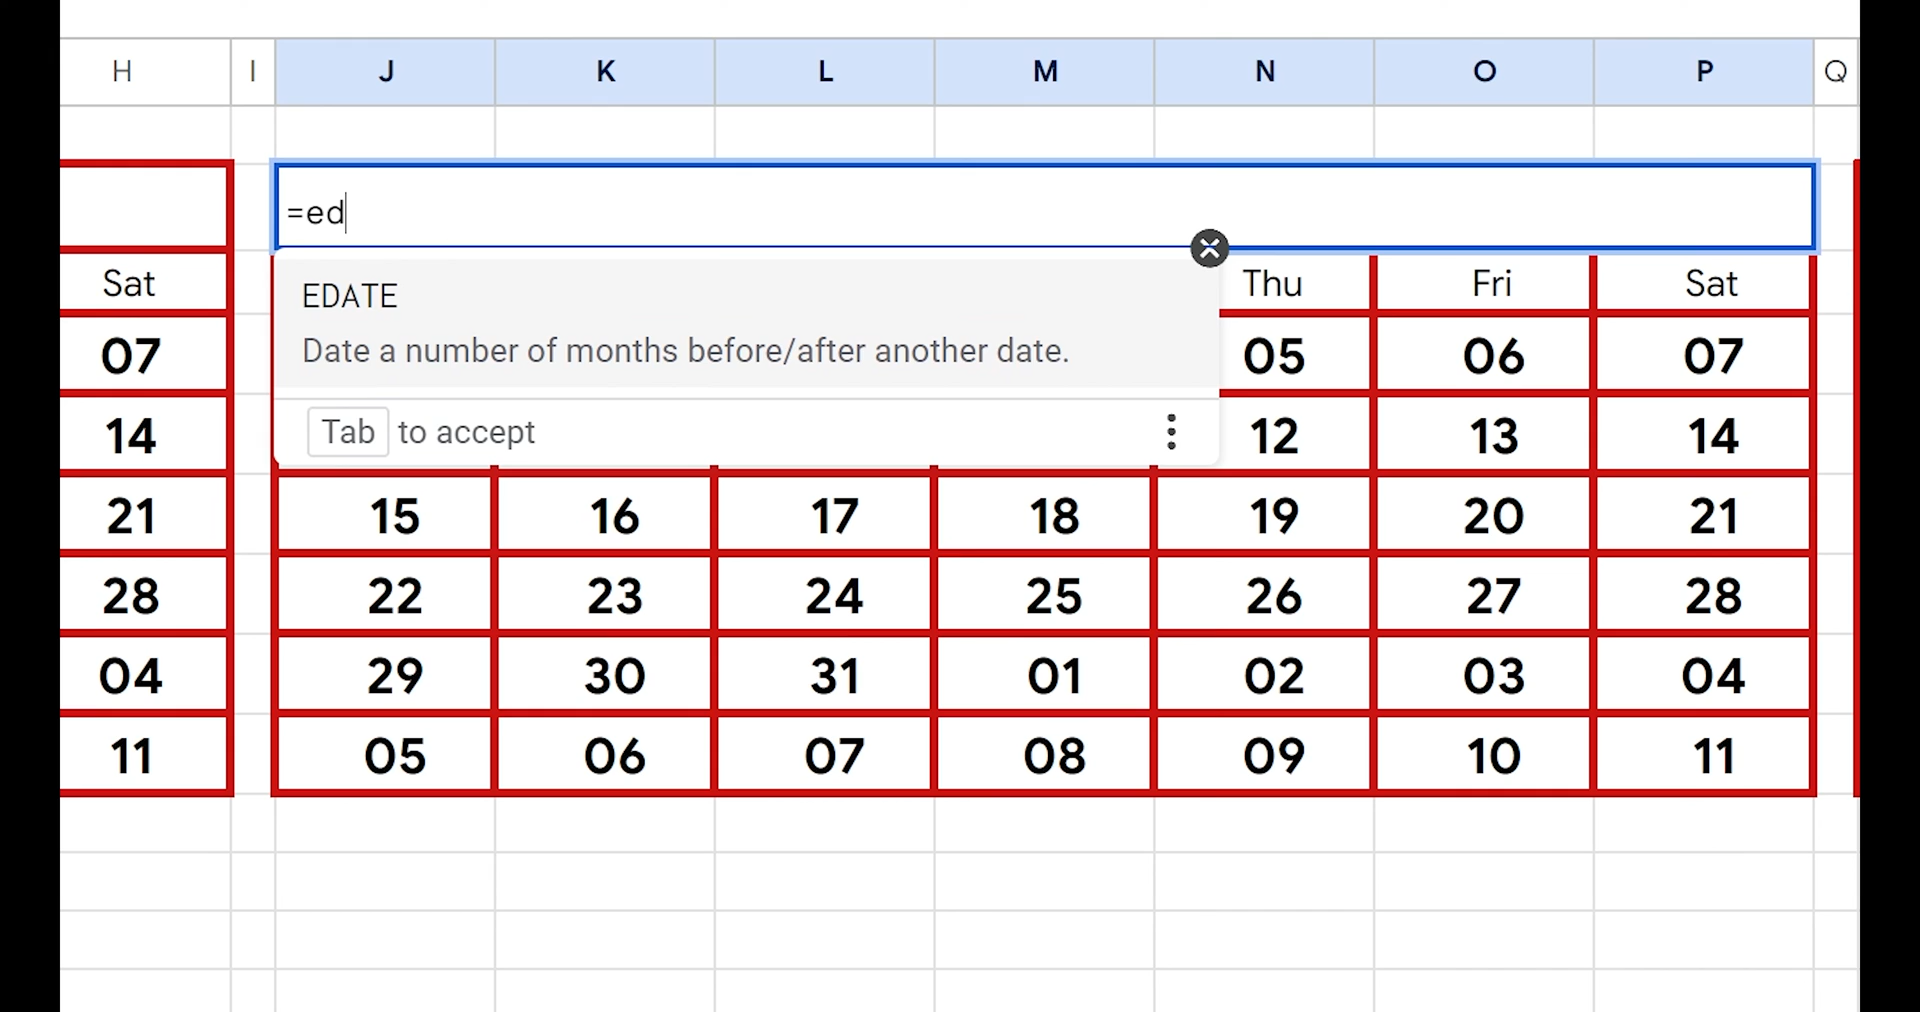 H I J K L M N O P Q
=ed
EDATE
Date a number of months before/after another date.
Tab to accept
Sat Thu Fri Sat
07 05 06 07
14 12 13 14
21 15 16 17 18 19 20 21
28 22 23 24 25 26 27 28
04 29 30 31 01 02 03 04
11 05 06 07 08 09 10 11